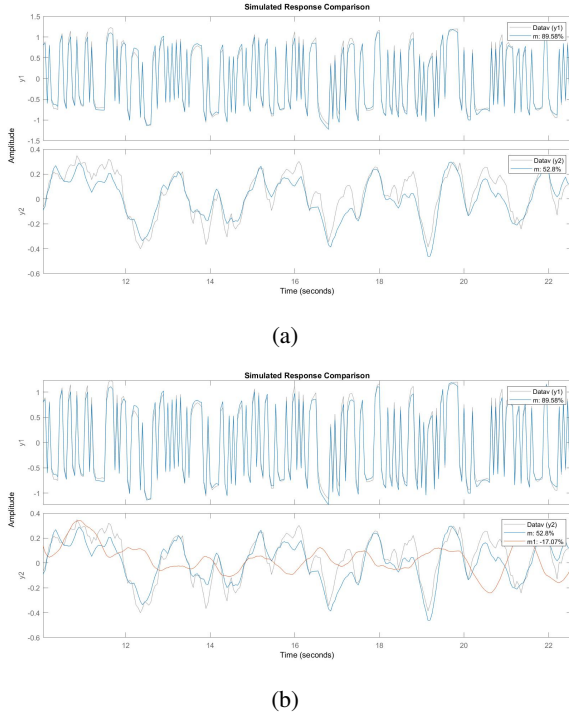 Simulated Response Comparison
1.5
1
0.5
0
-0.5
-1
-1.5
y1
Datav (y1)
m: 89.58%
Amplitude
0.4
0.2
0
-0.2
-0.4
-0.6
y2
Datav (y2)
m: 52.8%
12 14 16 18 20 22
Time (seconds)
(a)
Simulated Response Comparison
1
0.5
0
-0.5
-1
y1
Datav (y1)
m: 89.58%
Amplitude
0.4
0.2
0
-0.2
-0.4
-0.6
y2
Datav (y2)
m: 52.8%
m1: -17.07%
12 14 16 18 20 22
Time (seconds)
(b)